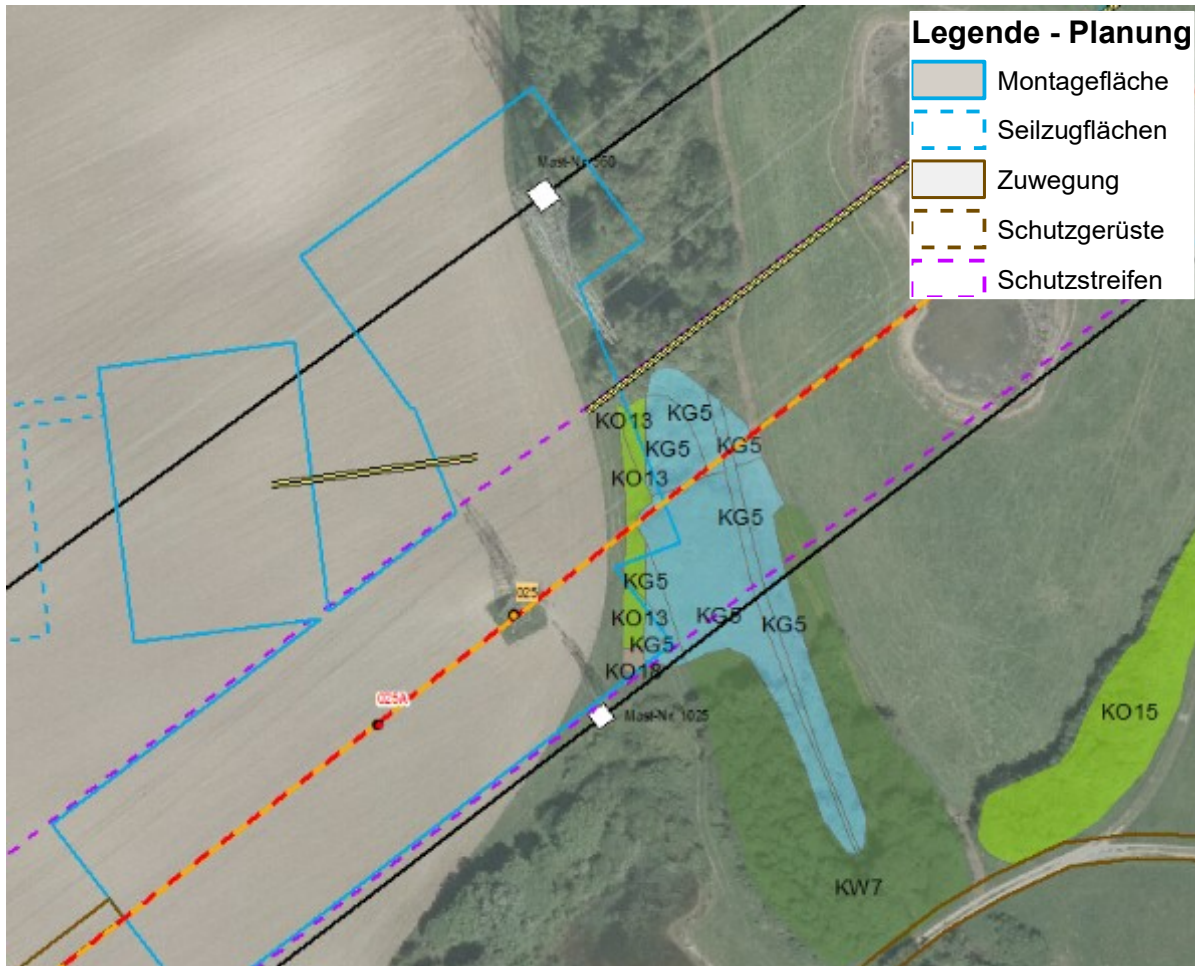 Legende - Planung
Montagefläche
Seilzugflächen
Zuwegung
Schutzgerüste
Schutzstreifen
KO13
KG5
KG5
KG5
KO13
KG5
KG5
025
KO13
KG5
KG5
KG5
KO18
025A
Mast-Nr. 1025
KO15
KW7